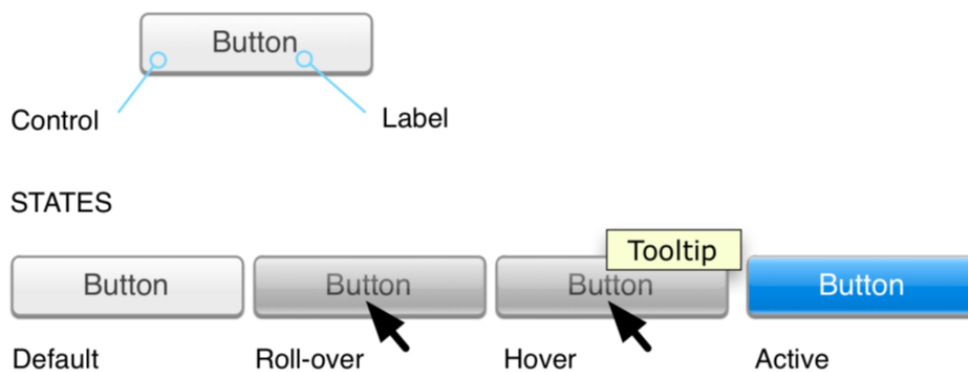 Button
Control
Label
STATES
Tooltip
Button
Button
Button
Button
Default
Roll-over
Hover
Active